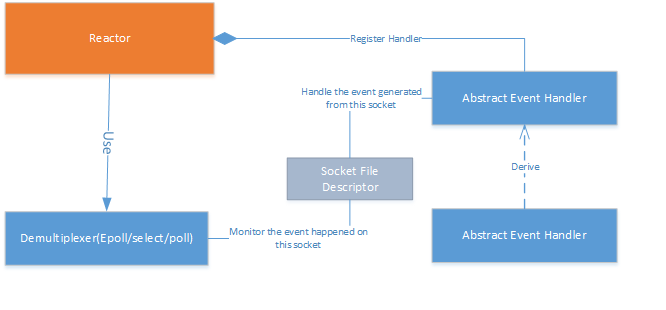 Reactor
Register Handler
Handle the event generated
from this socket
Abstract Event Handler
Use
Socket File
Descriptor
Derive
Demultiplexer(Epoll/select/poll)
Monitor the event happened on
this socket
Abstract Event Handler